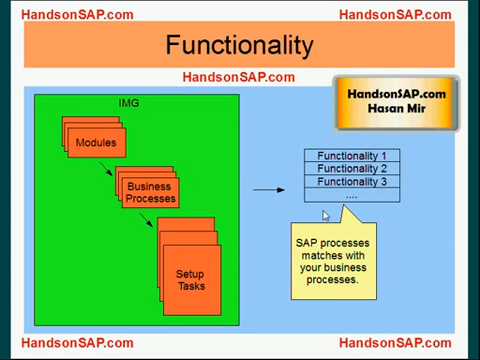 HandsonSAP.com
HandsonSAP.com
Functionality
HandsonSAP.com
HandsonSAP.com
Hasan Mir
IMG
Modules
Business
Processes
Setup
Tasks
Functionality 1
Functionality 2
Functionality 3
....
SAP processes
matches with
your business
processes.
HandsonSAP.com
HandsonSAP.com